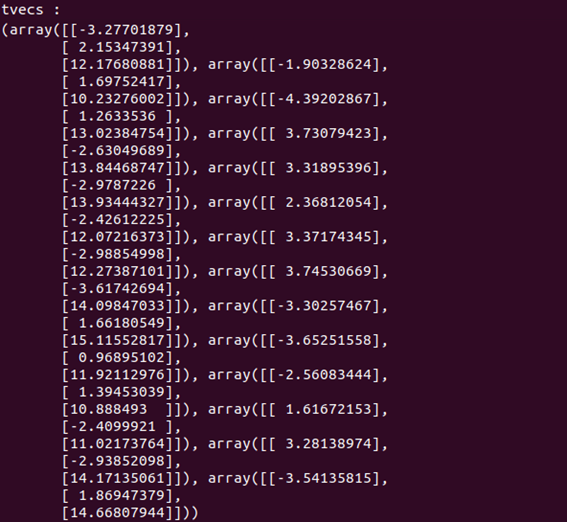 tvecs :
(array([[-3.27701879],
       [ 2.15347391],
       [12.17680881]]), array([[-1.90328624],
       [ 1.69752417],
       [10.23276002]]), array([[-4.39202867],
       [ 1.2633536 ],
       [13.02384754]]), array([[ 3.73079423],
       [-2.63049689],
       [13.84468747]]), array([[ 3.31895396],
       [-2.9787226 ],
       [13.93444327]]), array([[ 2.36812054],
       [-2.42612225],
       [12.07216373]]), array([[ 3.37174345],
       [-2.98854998],
       [12.27387101]]), array([[ 3.74530669],
       [-3.61742694],
       [14.09847033]]), array([[-3.30257467],
       [ 1.66180549],
       [15.11552817]]), array([[-3.65251558],
       [ 0.96895102],
       [11.92112976]]), array([[-2.56083444],
       [ 1.39453039],
       [10.888493  ]]), array([[ 1.61672153],
       [-2.4099921 ],
       [11.02173764]]), array([[ 3.28138974],
       [-2.93852098],
       [14.17135061]]), array([[-3.54135815],
       [ 1.86947379],
       [14.66807944]]))